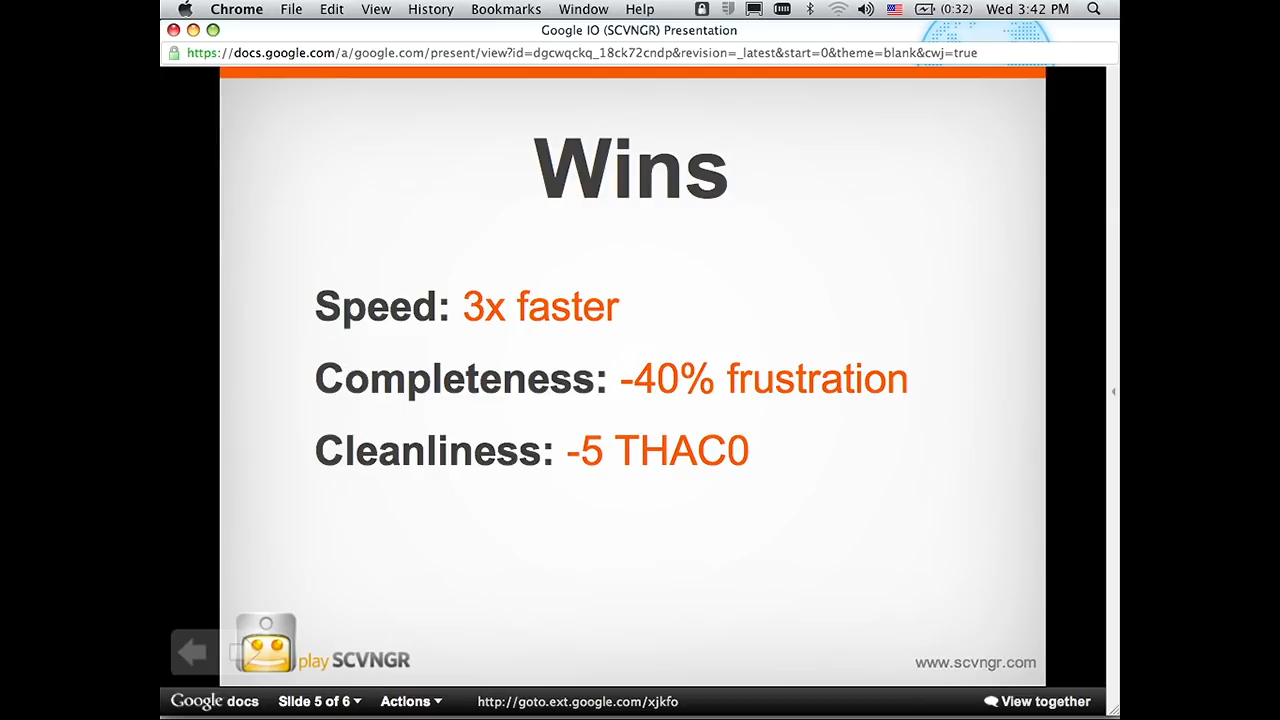 Chrome File Edit View History Bookmarks Window Help (0:32) Wed 3:42 PM
Google IO (SCVNGR) Presentation
https://docs.google.com/a/google.com/present/view?id=dgcwqckq_18ck72cndp&revision=_latest&start=0&theme=blank&cwj=true
Wins
Speed: 3x faster
Completeness: -40% frustration
Cleanliness: -5 THAC0
play SCVNGR
www.scvngr.com
Google docs Slide 5 of 6 Actions http://goto.ext.google.com/xjkfo View together